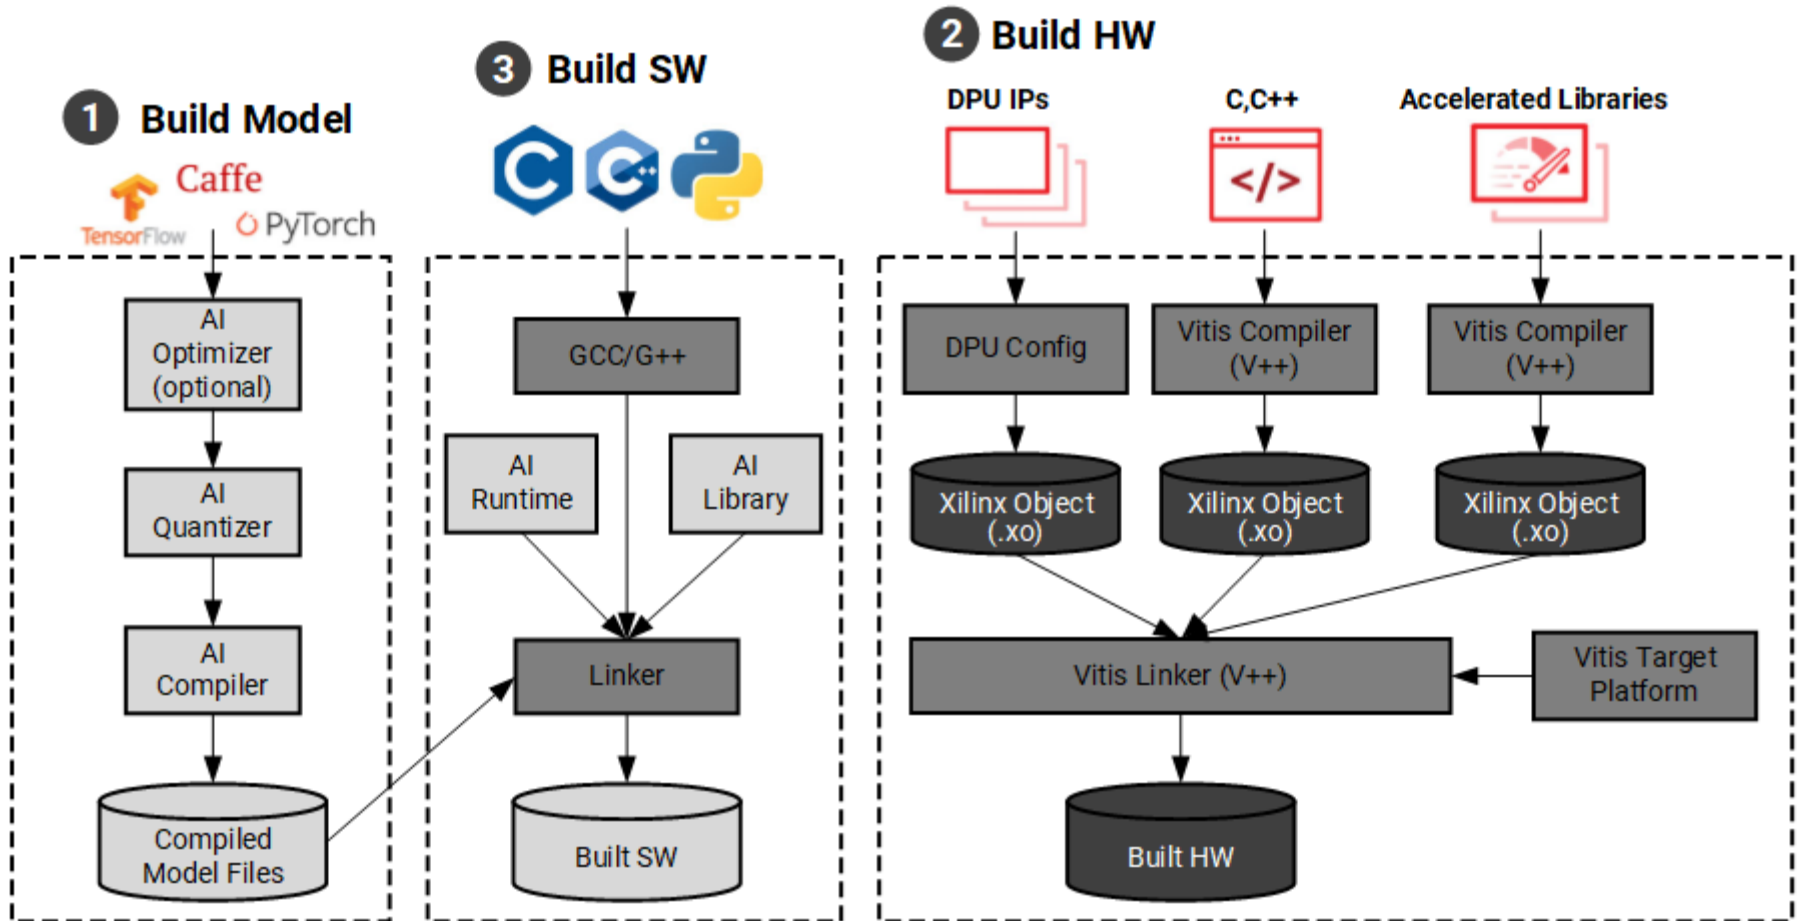 1 Build Model
Caffe
TensorFlow
PyTorch
AI
Optimizer
(optional)
AI
Quantizer
AI
Compiler
Compiled
Model Files
3 Build SW
C
C++
GCC/G++
AI
Runtime
AI
Library
Linker
Built SW
2 Build HW
DPU IPs
C,C++
Accelerated Libraries
</>
DPU Config
Vitis Compiler
(V++)
Vitis Compiler
(V++)
Xilinx Object
(.xo)
Xilinx Object
(.xo)
Xilinx Object
(.xo)
Vitis Linker (V++)
Vitis Target
Platform
Built HW